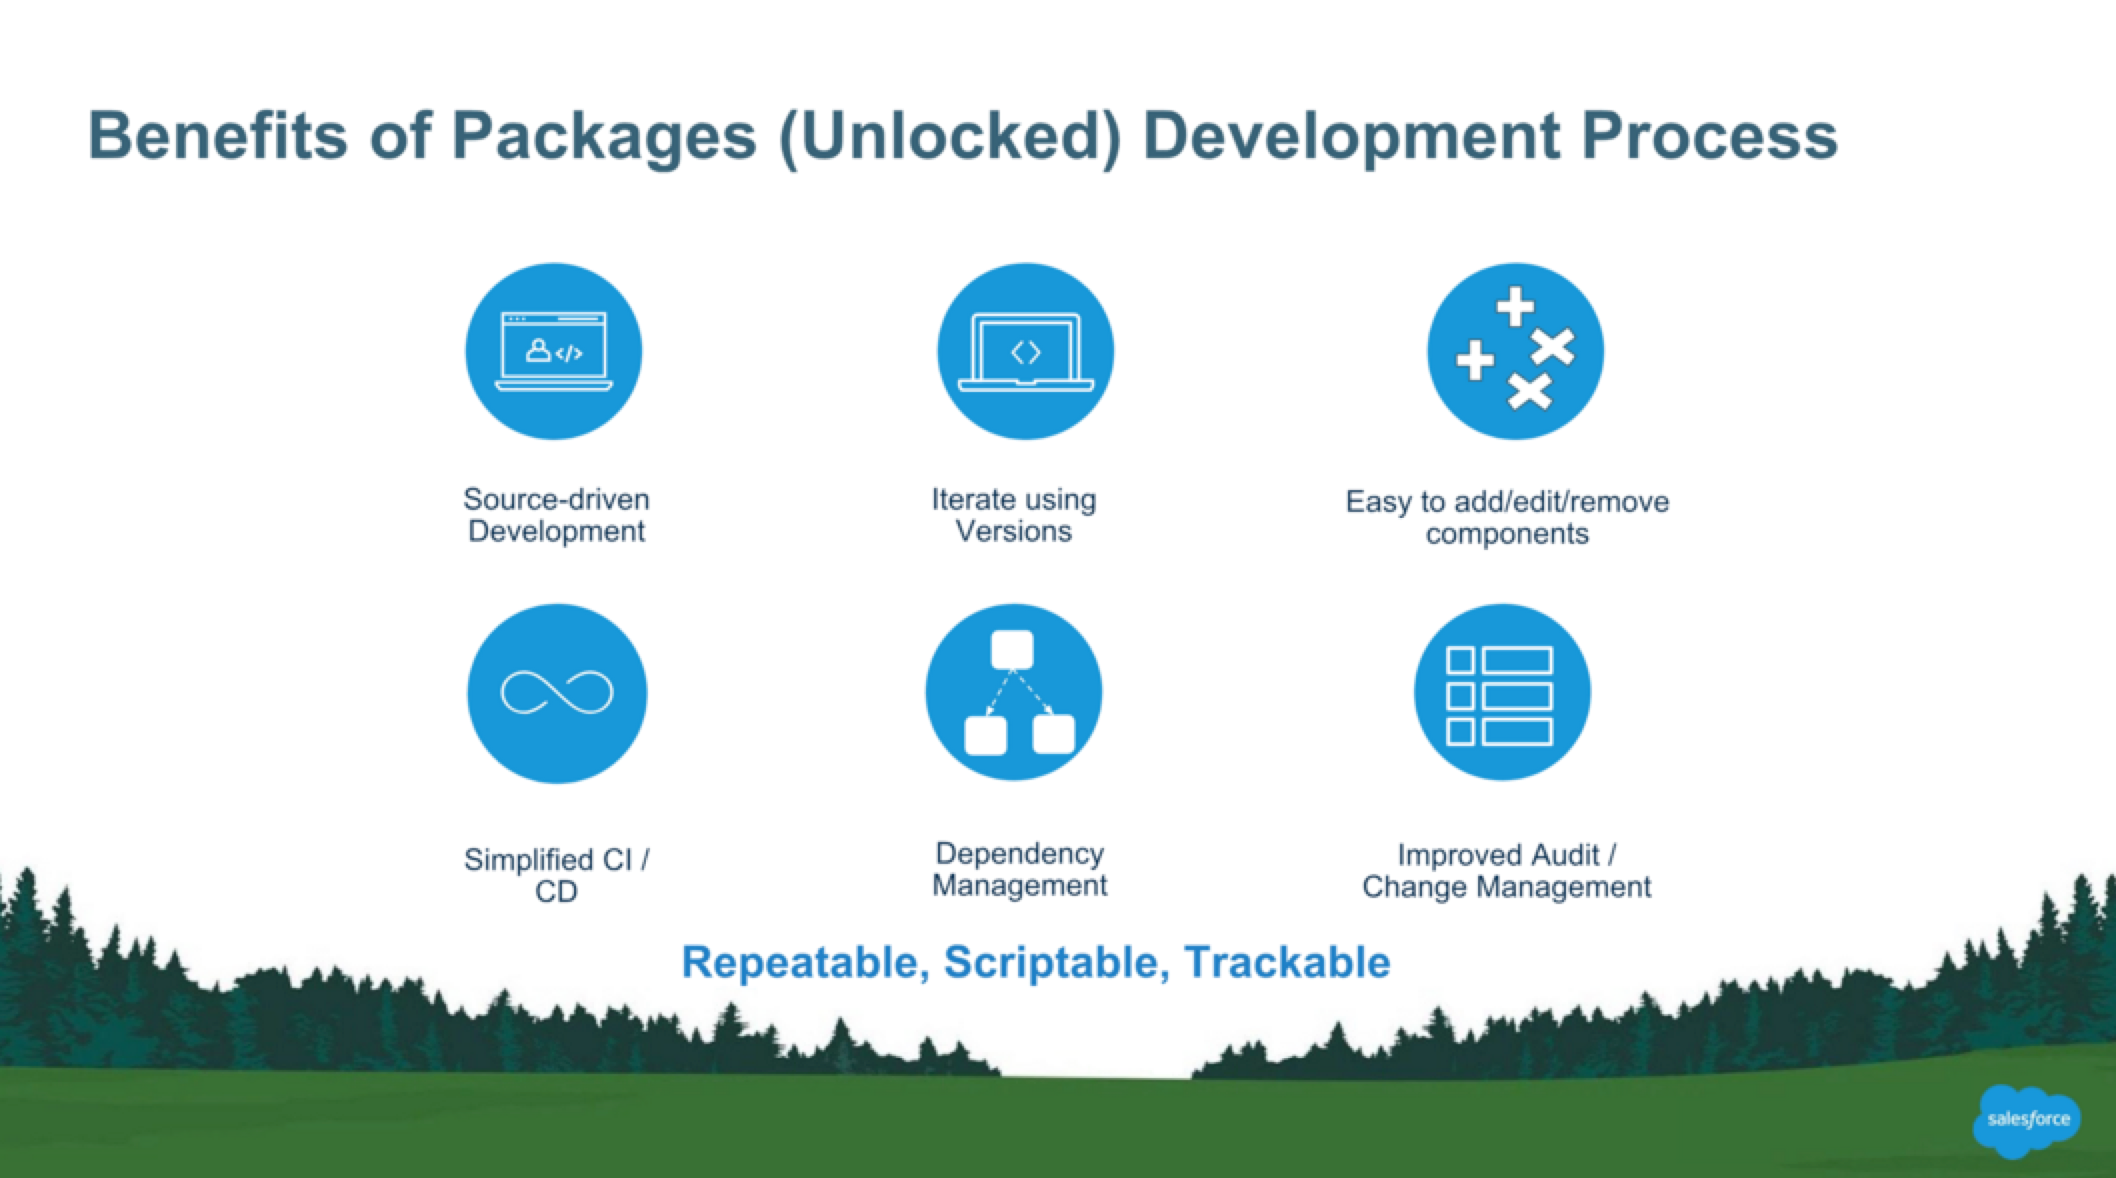 Benefits of Packages (Unlocked) Development Process
</>
<>
Source-driven
Development
Iterate using
Versions
Easy to add/edit/remove
components
Simplified CI /
CD
Dependency
Management
Improved Audit /
Change Management
Repeatable, Scriptable, Trackable
salesforce